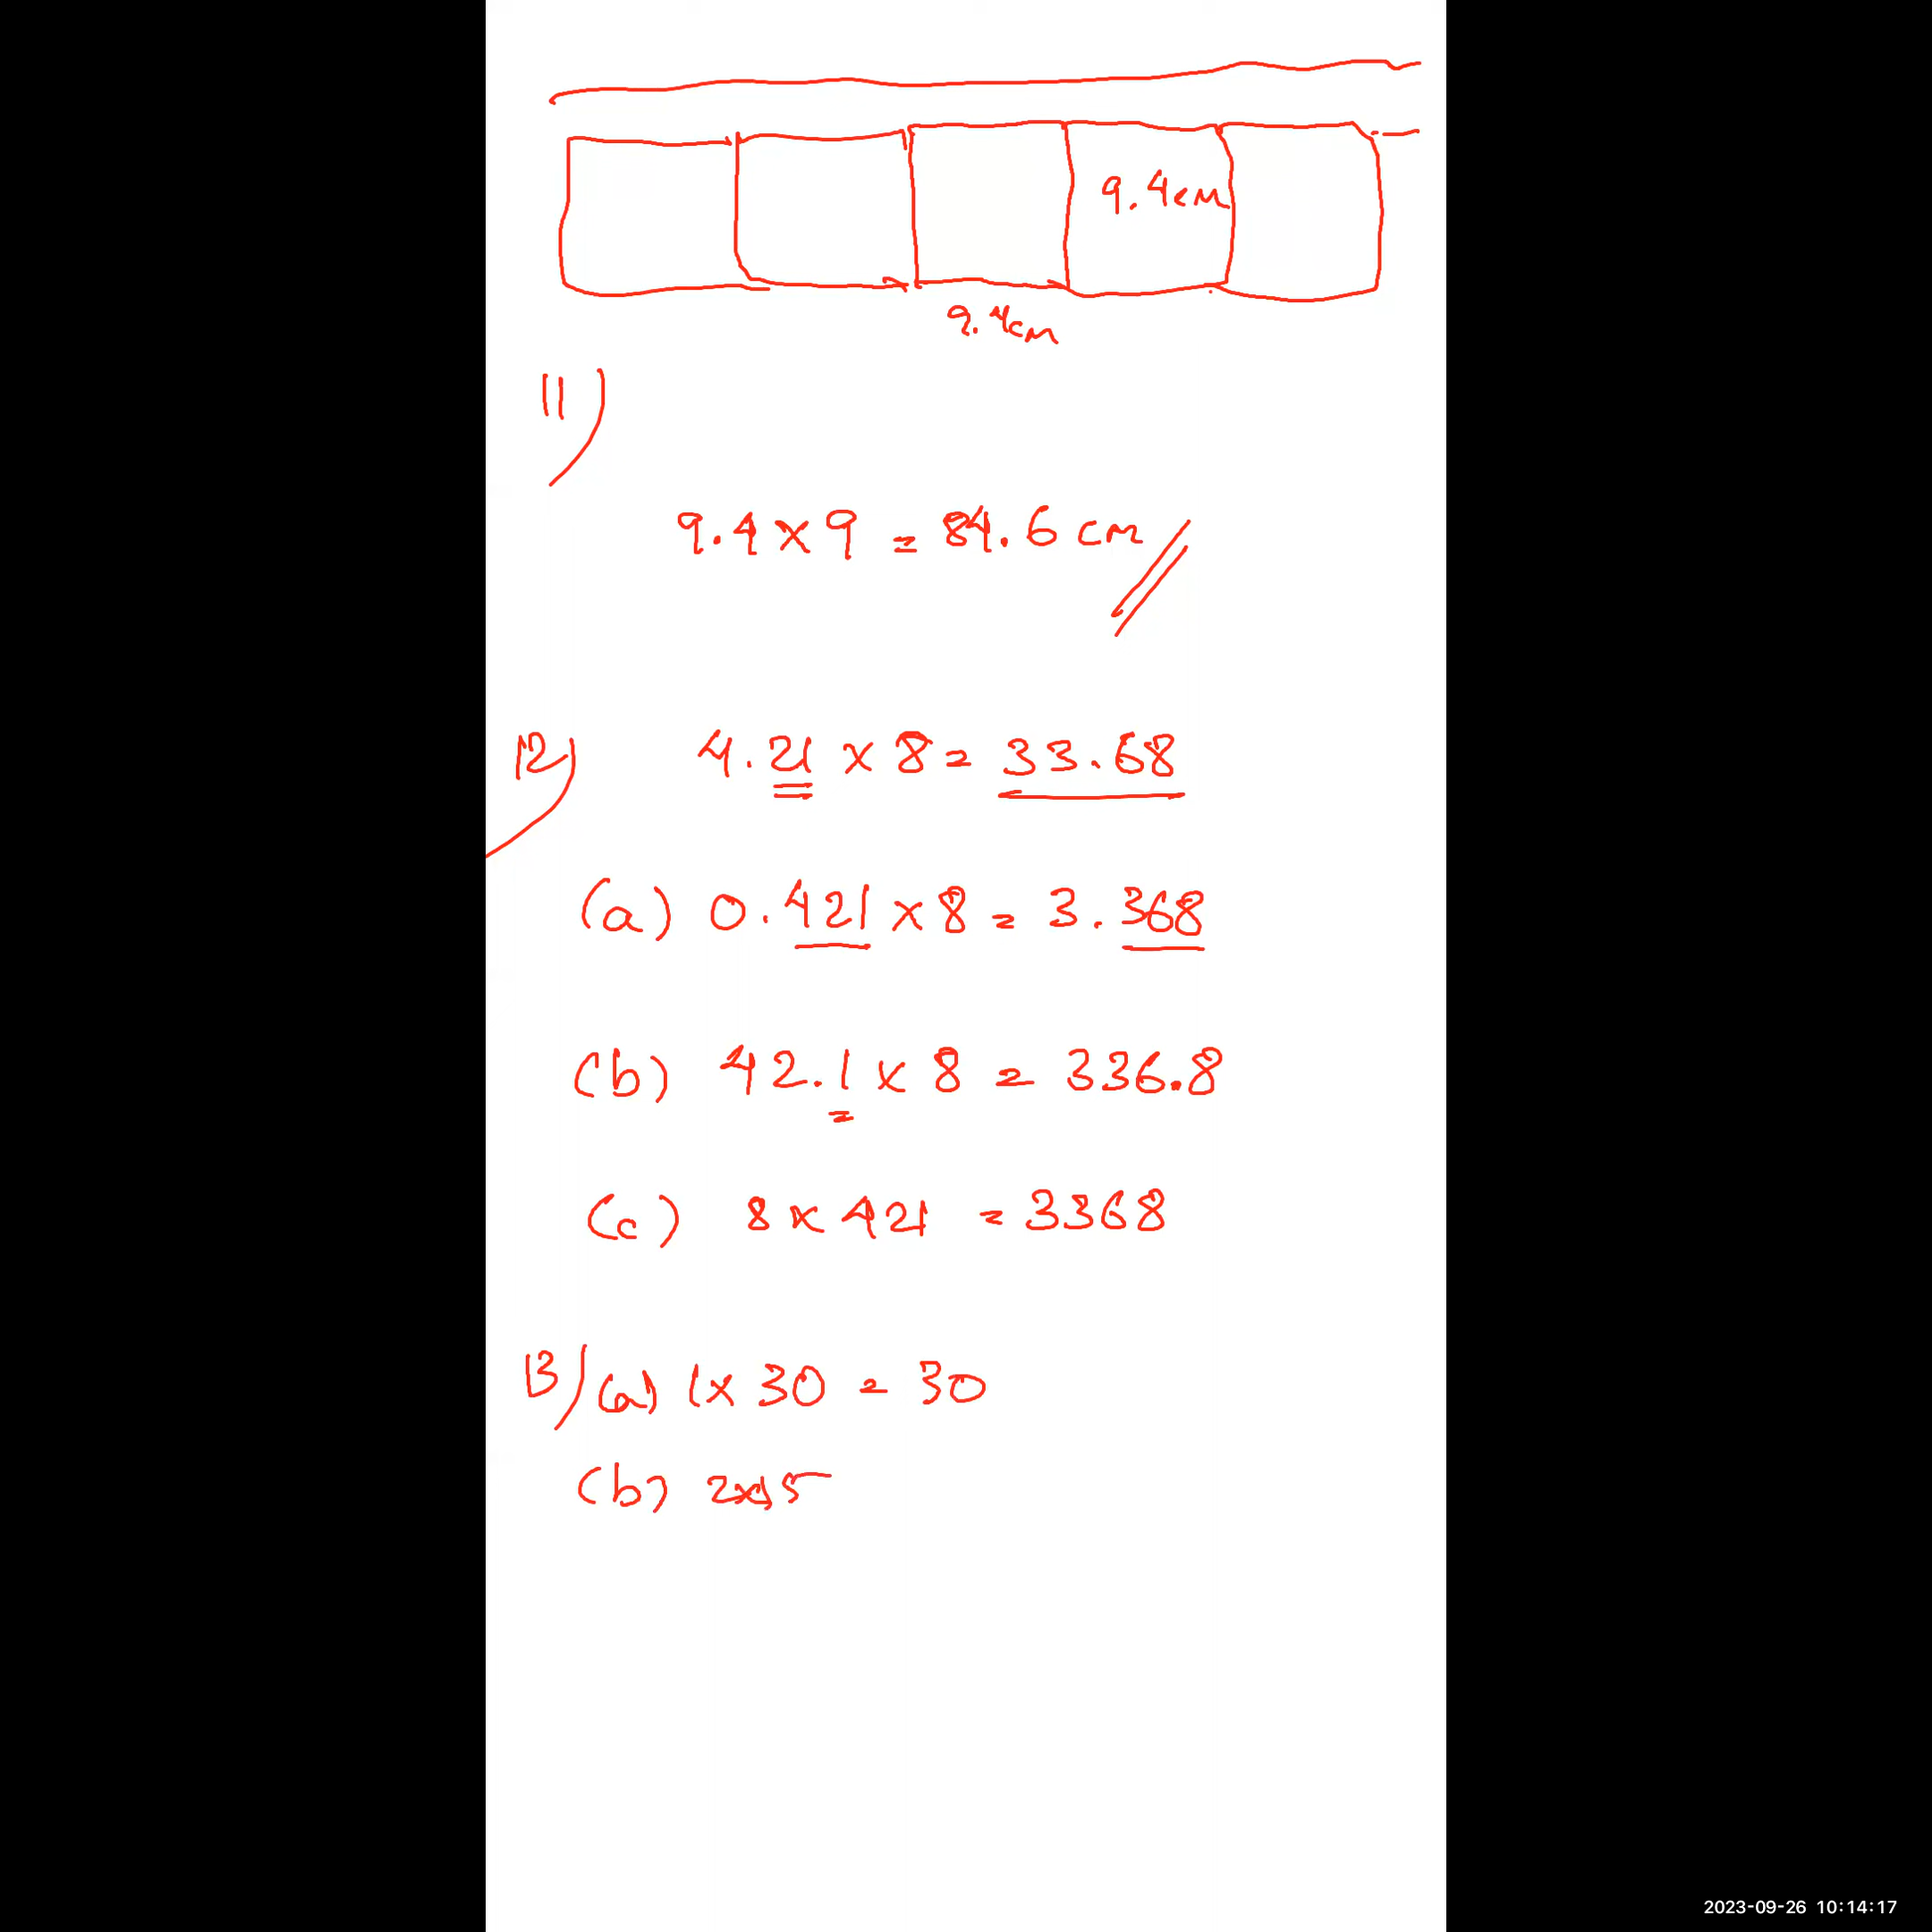 9.4cm
9.4cm
11)
9.4×9 = 84.6 cm
12) 4.21 × 8 = 33.68
(a) 0.421 × 8 = 3.368
(b) 42.1 × 8 = 336.8
(c) 8 × 421 = 3368
13) (a) 1 × 30 = 30
(b) 2×15
2023-09-26 10:14:17